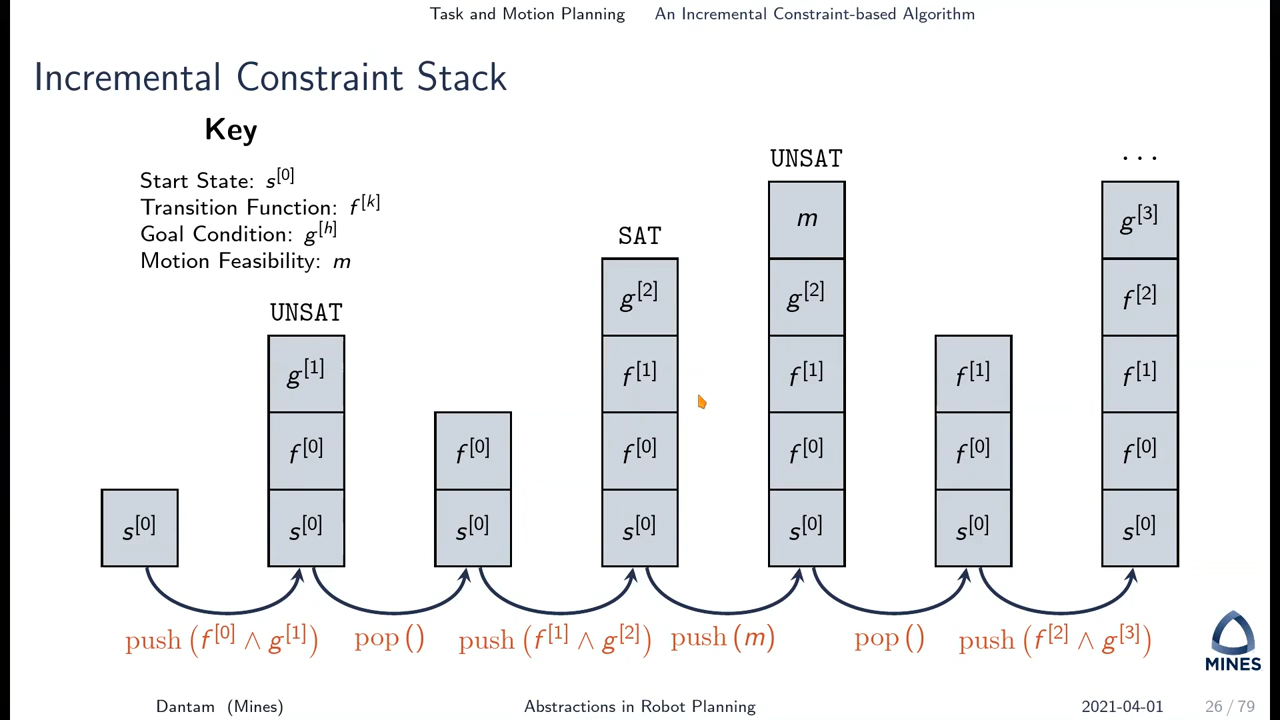 Task and Motion Planning An Incremental Constraint-based Algorithm
Incremental Constraint Stack
Key
Start State: s^[0]
Transition Function: f^[k]
Goal Condition: g^[h]
Motion Feasibility: m
s^[0]
UNSAT
g^[1]
f^[0]
s^[0]
f^[0]
s^[0]
SAT
g^[2]
f^[1]
f^[0]
s^[0]
UNSAT
m
g^[2]
f^[1]
f^[0]
s^[0]
f^[1]
f^[0]
s^[0]
...
g^[3]
f^[2]
f^[1]
f^[0]
s^[0]
push (f^[0] ∧ g^[1])
pop ()
push (f^[1] ∧ g^[2])
push (m)
pop ()
push (f^[2] ∧ g^[3])
MINES
Dantam (Mines) Abstractions in Robot Planning 2021-04-01 26 / 79